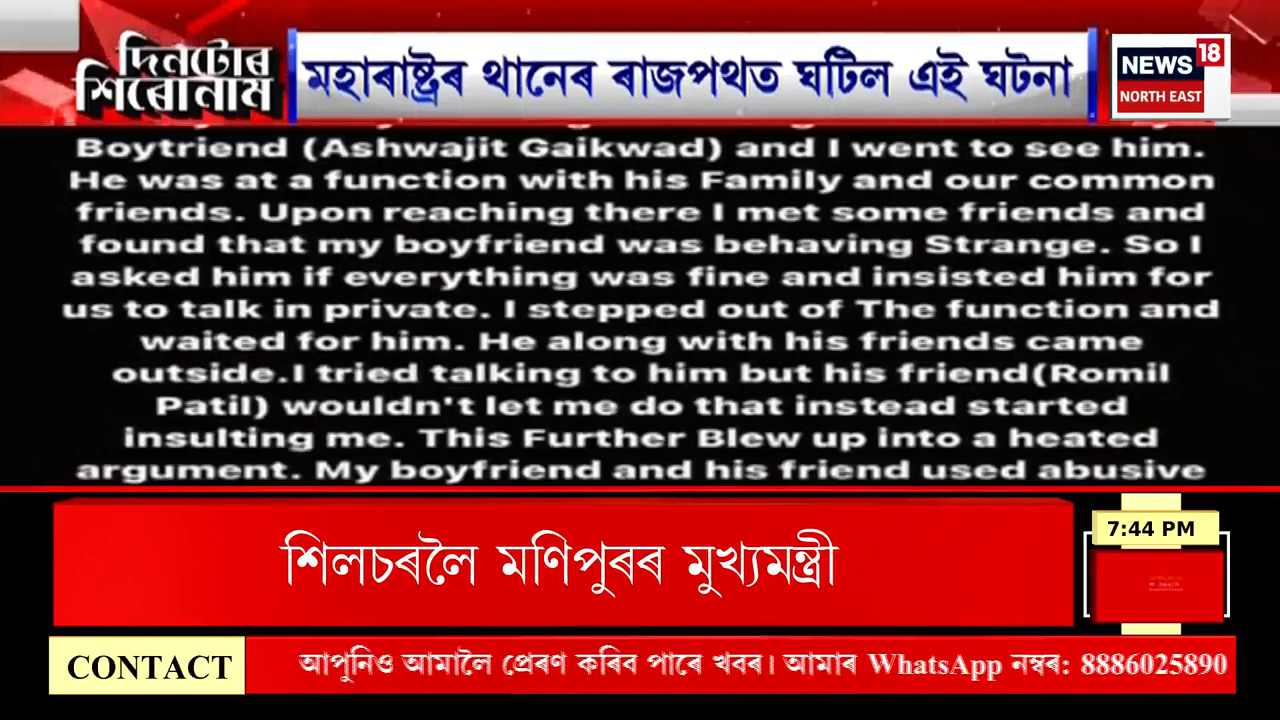 দিনটোৰ
শিৰোনাম
মহাৰাষ্ট্ৰৰ থানেৰ ৰাজপথত ঘটিল এই ঘটনা
NEWS 18
NORTH EAST
Boytriend (Ashwajit Gaikwad) and I went to see him.
He was at a function with his Family and our common
friends. Upon reaching there I met some friends and
found that my boyfriend was behaving Strange. So I
asked him if everything was fine and insisted him for
us to talk in private. I stepped out of The function and
waited for him. He along with his friends came
outside.I tried talking to him but his friend(Romil
Patil) wouldn't let me do that instead started
insulting me. This Further Blew up into a heated
argument. My boyfriend and his friend used abusive
শিলচৰলৈ মণিপুৰৰ মুখ্যমন্ত্ৰী
7:44 PM
CONTACT
আপুনিও আমালৈ প্ৰেৰণ কৰিব পাৰে খবৰ। আমাৰ WhatsApp নম্বৰ: 8886025890